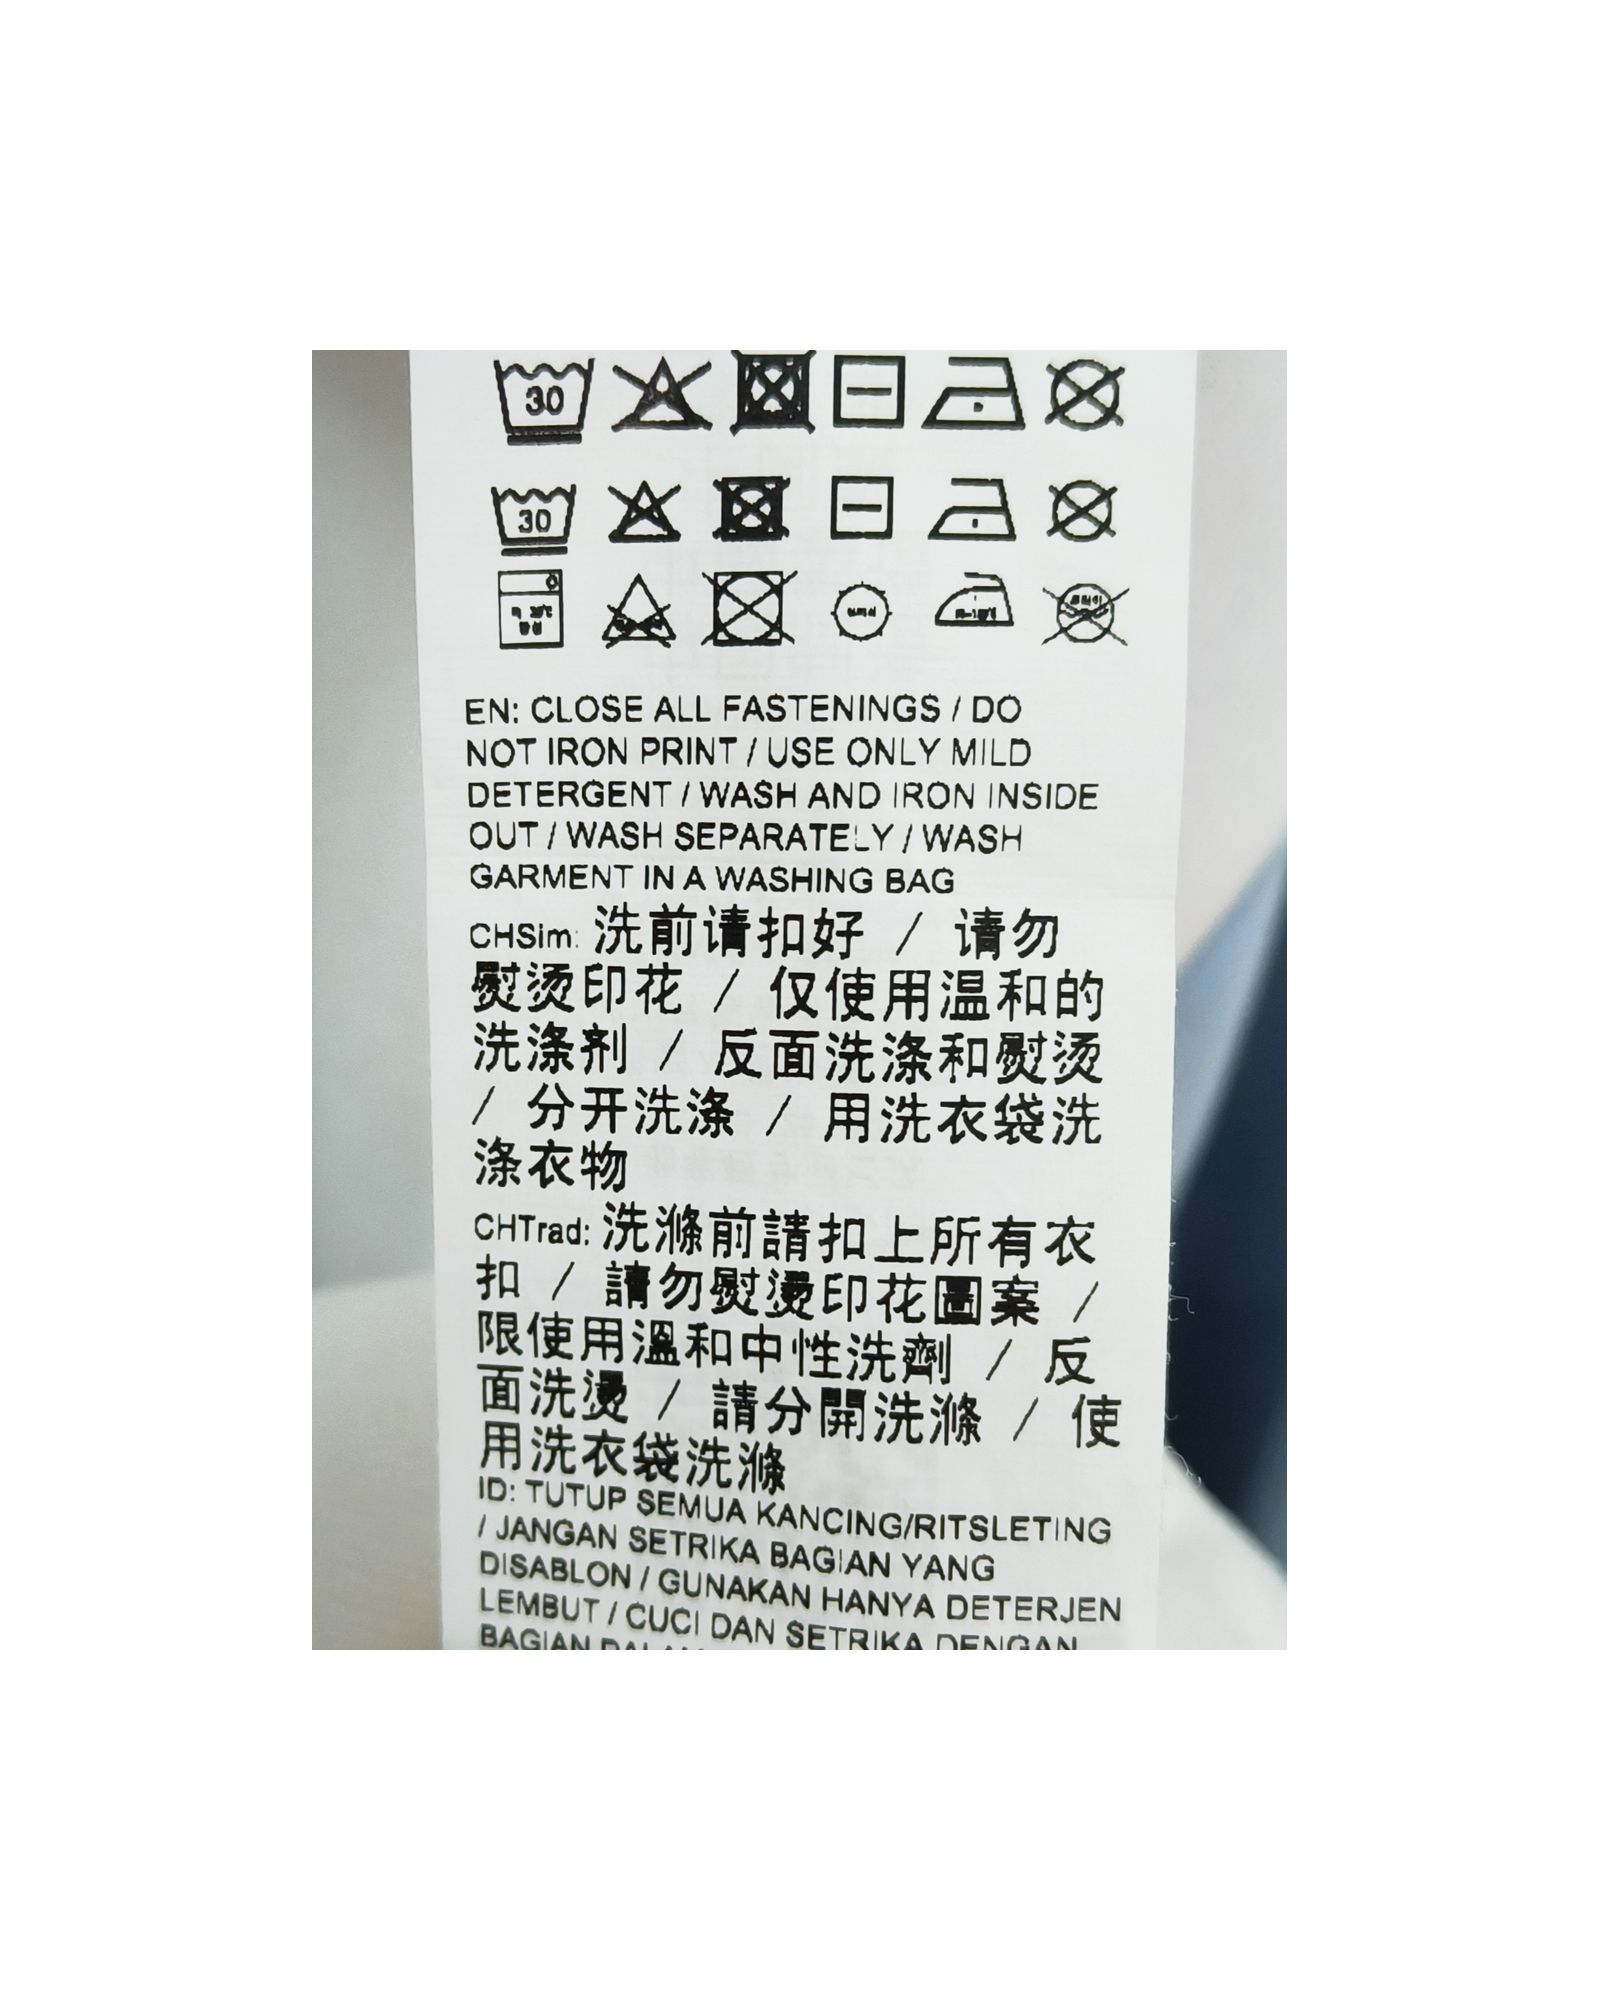 30
30
EN: CLOSE ALL FASTENINGS / DO
NOT IRON PRINT / USE ONLY MILD
DETERGENT / WASH AND IRON INSIDE
OUT / WASH SEPARATELY / WASH
GARMENT IN A WASHING BAG
CHSim: 洗前请扣好 / 请勿
熨烫印花 / 仅使用温和的
洗涤剂 / 反面洗涤和熨烫
/ 分开洗涤 / 用洗衣袋洗
涤衣物
CHTrad: 洗滌前請扣上所有衣
扣 / 請勿熨燙印花圖案 /
限使用溫和中性洗劑 / 反
面洗燙 / 請分開洗滌 / 使
用洗衣袋洗滌
ID: TUTUP SEMUA KANCING/RITSLETING
/ JANGAN SETRIKA BAGIAN YANG
DISABLON / GUNAKAN HANYA DETERJEN
LEMBUT / CUCI DAN SETRIKA DENGAN
BAGIAN